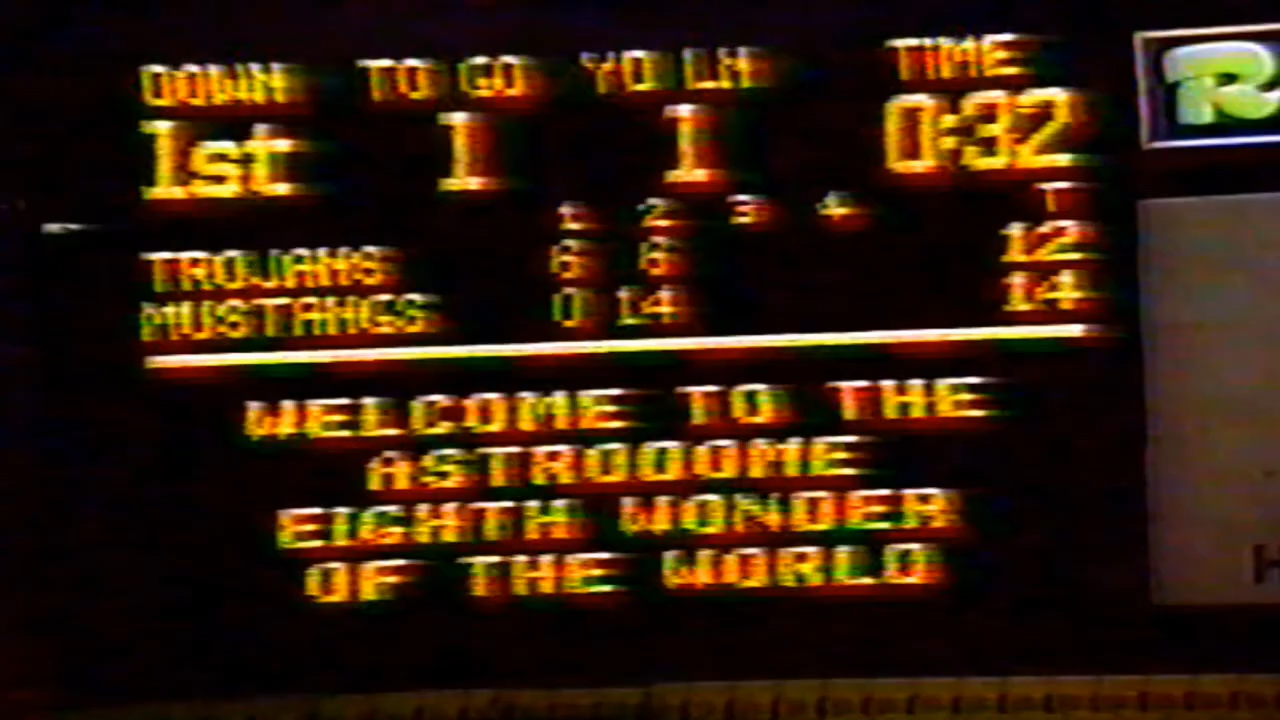 DOWN TO GO YD LN TIME
1st 1 1 0:32
1 2 3 4 T
TROJANS 6 6 12
MUSTANGS 0 14 14
WELCOME TO THE
ASTRODOME
EIGHTH WONDER
OF THE WORLD
R